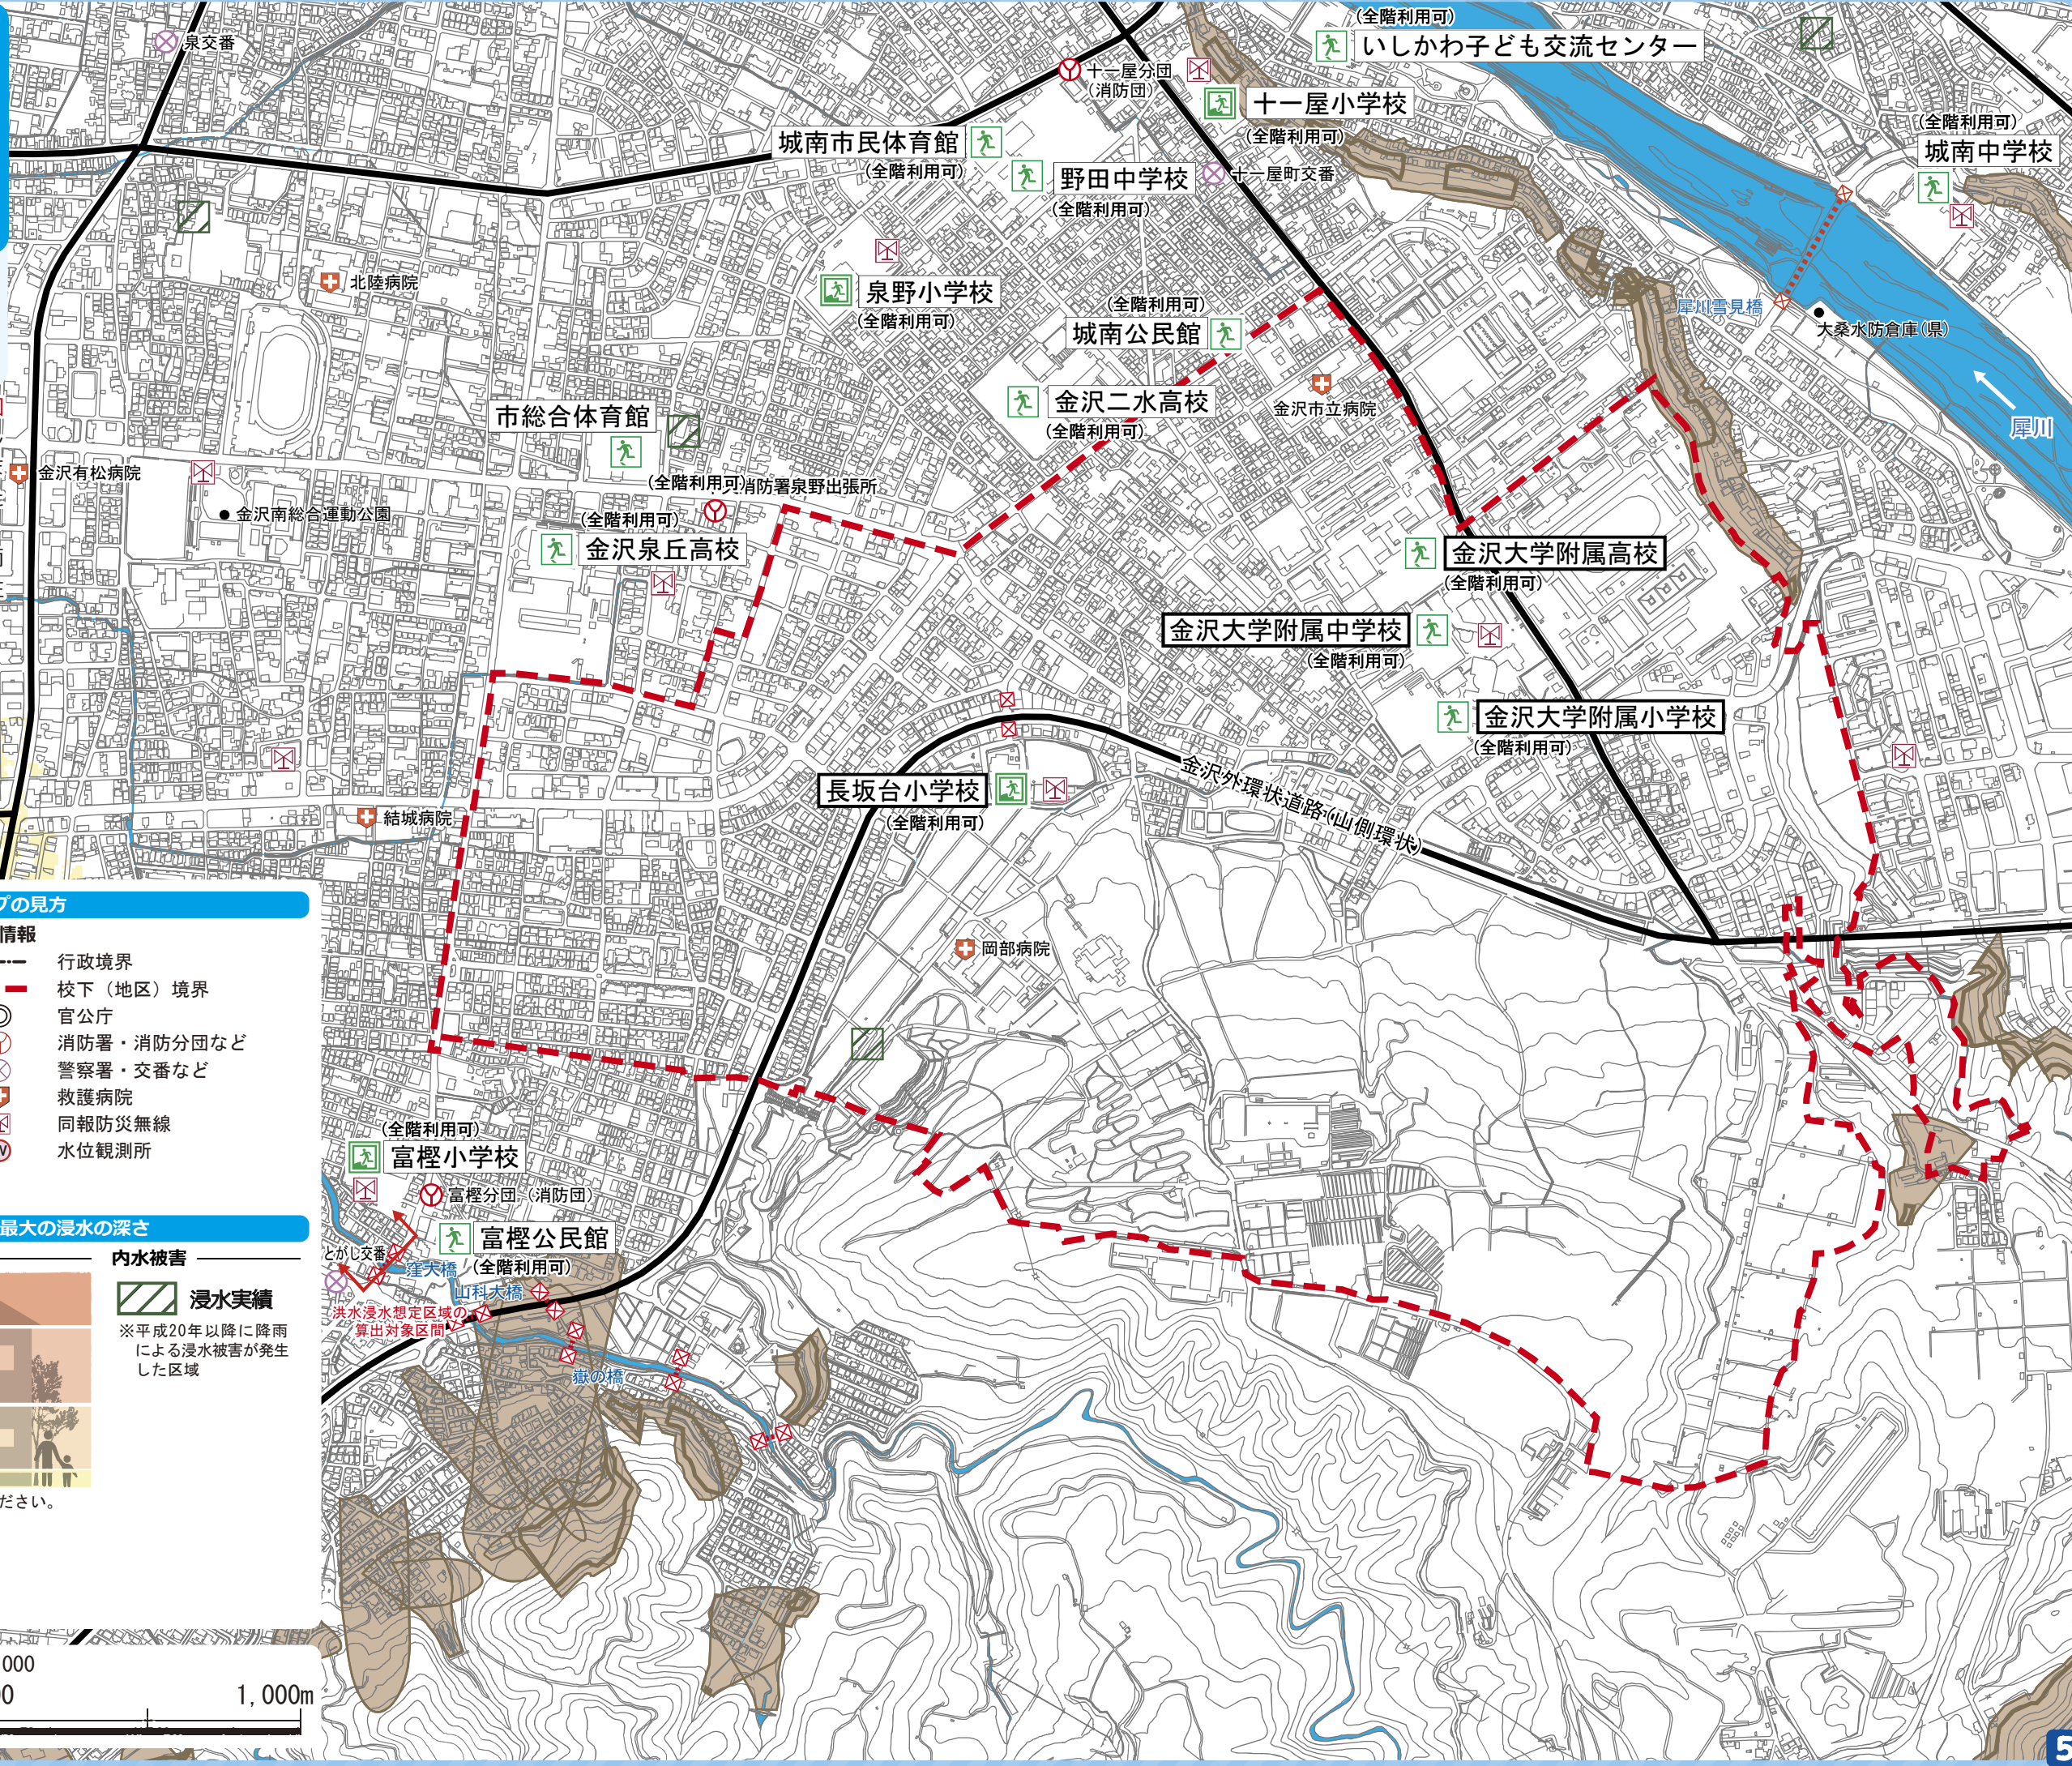 泉交番
十一屋分団
(消防団)
(全階利用可)
いしかわ子ども交流センター
十一屋小学校
(全階利用可)
城南市民体育館
(全階利用可)
野田中学校
(全階利用可)
十一屋町交番
(全階利用可)
城南中学校
北陸病院
泉野小学校
(全階利用可)
(全階利用可)
城南公民館
犀川雪見橋
大桑水防倉庫(県)
犀川
市総合体育館
(全階利用可)
金沢二水高校
(全階利用可)
金沢市立病院
金沢有松病院
消防署泉野出張所
金沢南総合運動公園
(全階利用可)
金沢泉丘高校
金沢大学附属高校
(全階利用可)
金沢大学附属中学校
(全階利用可)
金沢大学附属小学校
(全階利用可)
長坂台小学校
(全階利用可)
金沢外環状道路(山側環状)
結城病院
岡部病院
プの見方
情報
行政境界
校下(地区)境界
官公庁
消防署・消防分団など
警察署・交番など
救護病院
同報防災無線
水位観測所
(全階利用可)
富樫小学校
富樫分団(消防団)
富樫公民館
(全階利用可)
とがし交番
窪大橋
山科大橋
洪水浸水想定区域の
算出対象区間
嶽の橋
最大の浸水の深さ
内水被害
浸水実績
※平成20年以降に降雨
による浸水被害が発生
した区域
ださい。
000
00
1,000m
5